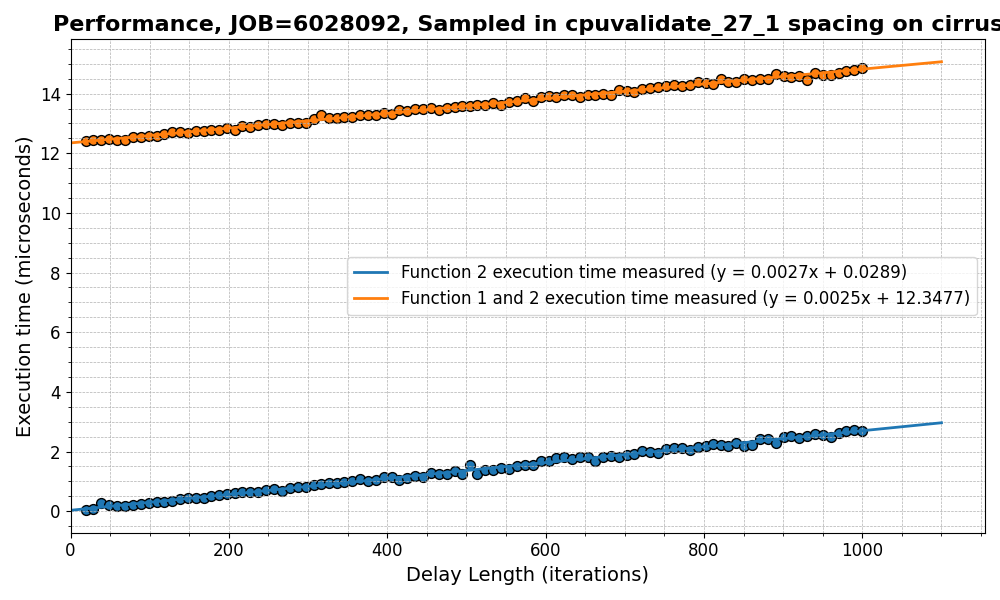 Performance, JOB=6028092, Sampled in cpuvalidate_27_1 spacing on cirrus
Execution time (microseconds)
14
12
10
8
6
4
2
0
Function 2 execution time measured (y = 0.0027x + 0.0289)
Function 1 and 2 execution time measured (y = 0.0025x + 12.3477)
0 200 400 600 800 1000
Delay Length (iterations)